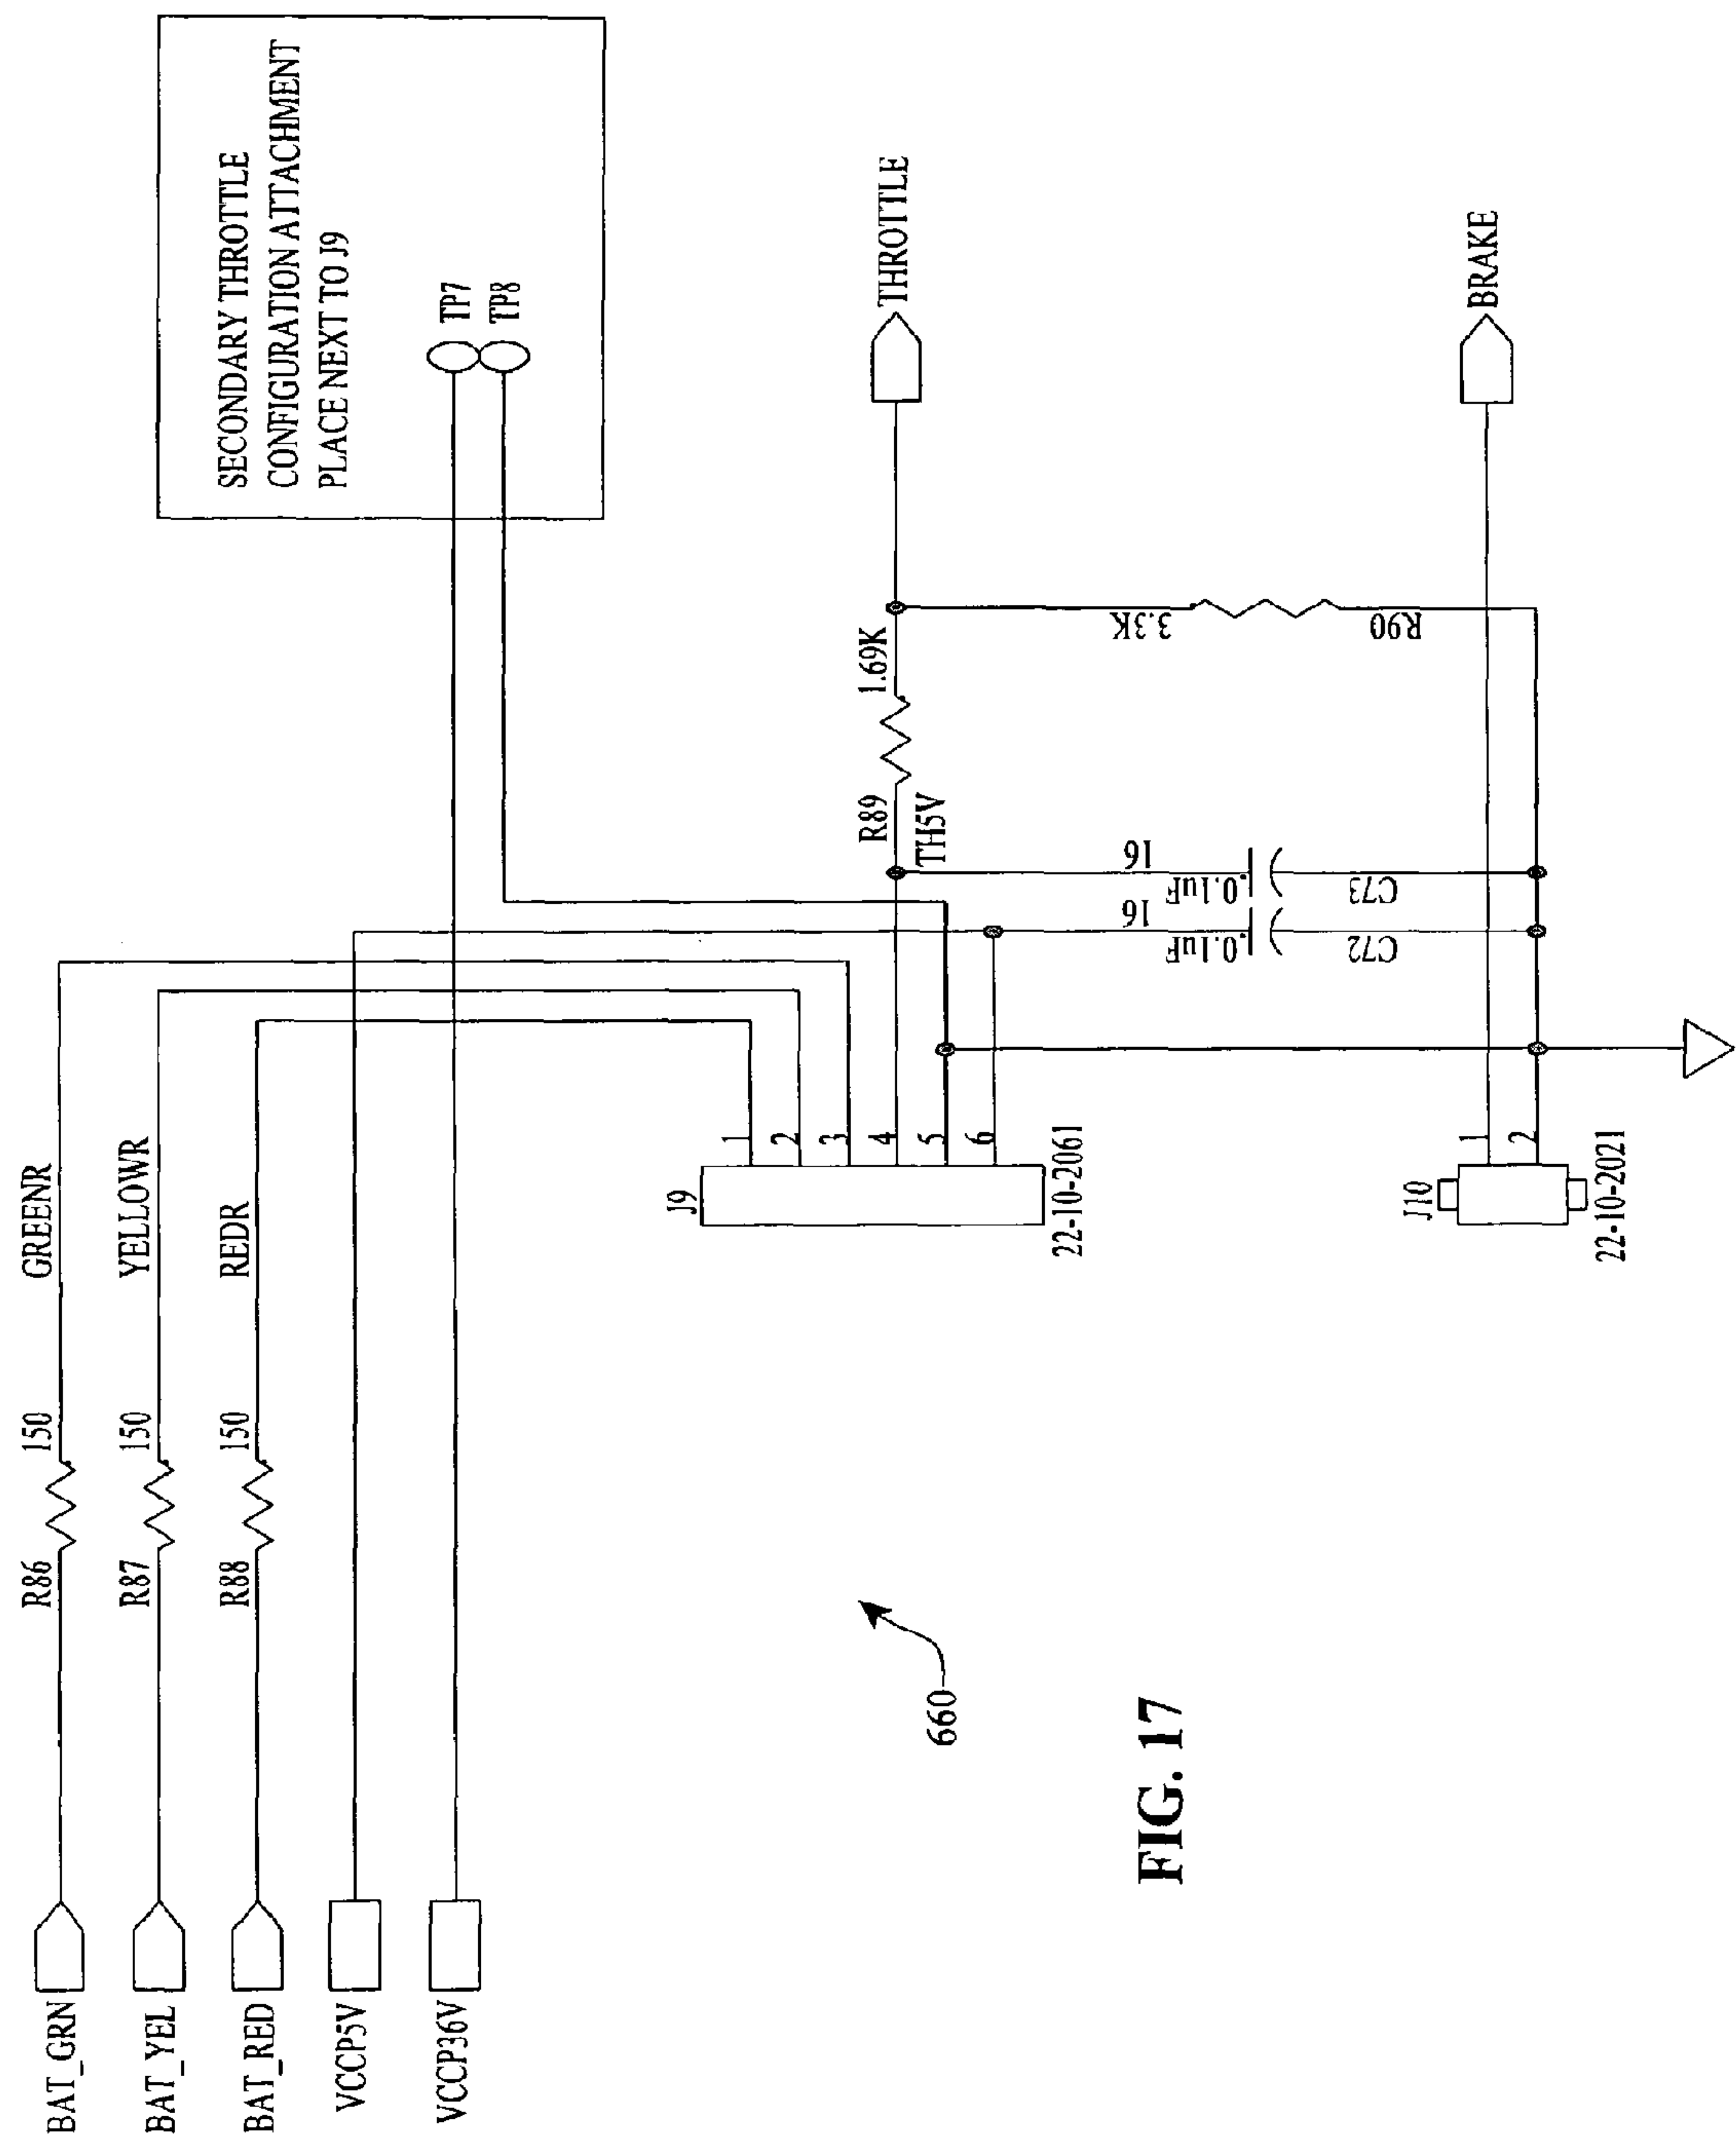 BAT_GRN
R86
150
GREENR
BAT_YEL
R87
150
YELLOWR
BAT_RED
R88
150
REDR
VCCP5V
VCCP36V
SECONDARY THROTTLE
CONFIGURATION ATTACHMENT
PLACE NEXT TO J9
TP7
TP8
J9
1
2
3
4
5
6
22-10-2061
R89
1.69K
TH5V
THROTTLE
16
.0.1uF
C73
16
.0.1uF
C72
3.3K
R90
J10
1
2
22-10-2021
BRAKE
660
FIG. 17